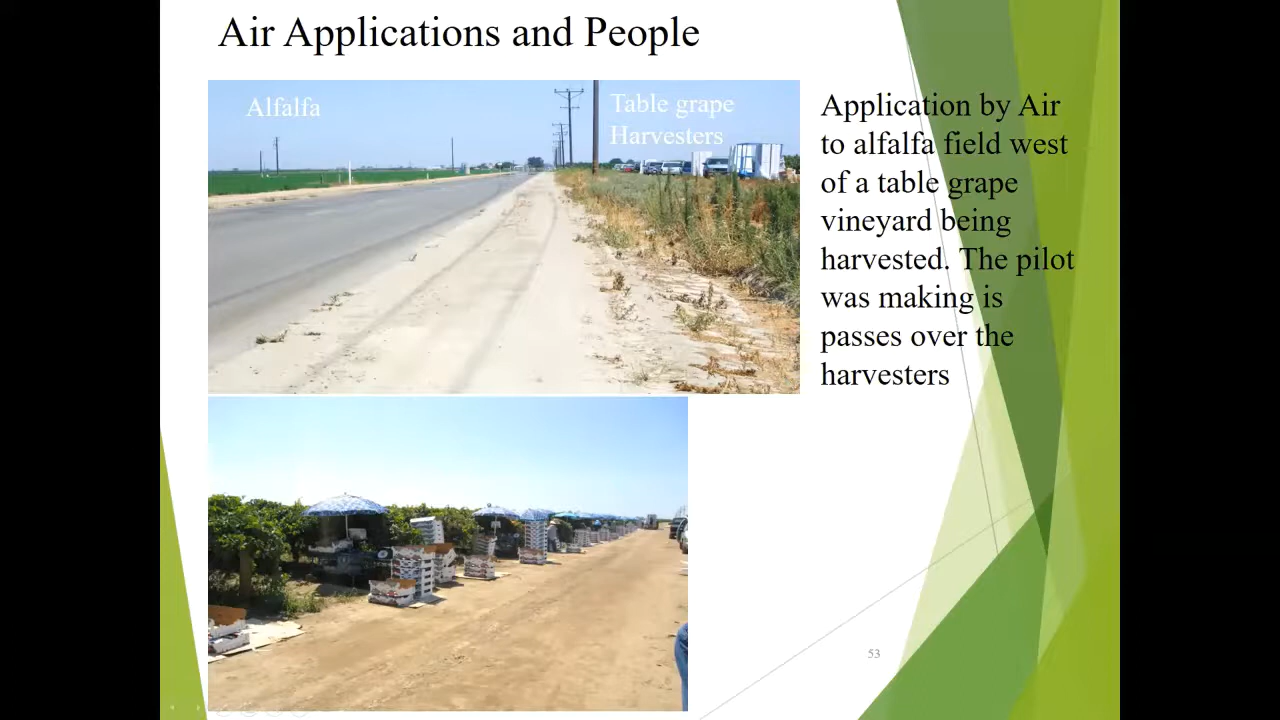 Air Applications and People
Alfalfa
Table grape
Harvesters
Application by Air
to alfalfa field west
of a table grape
vineyard being
harvested. The pilot
was making is
passes over the
harvesters
53